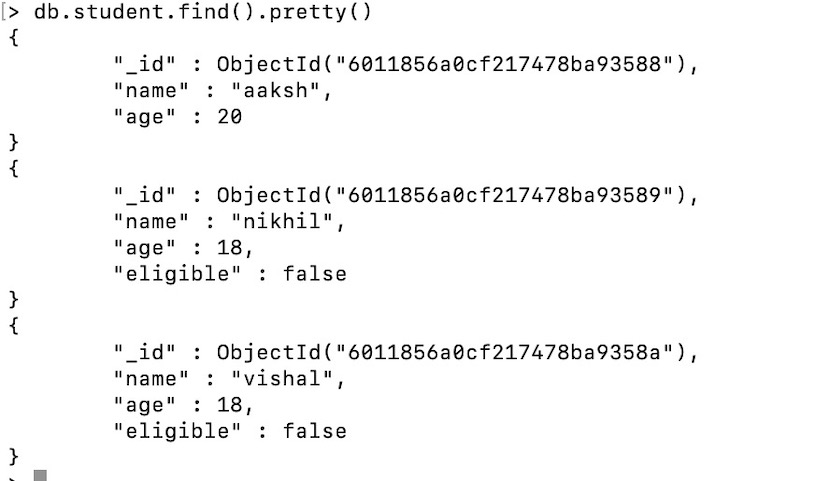 [> db.student.find().pretty()
{
"_id" : ObjectId("6011856a0cf217478ba93588"),
"name" : "aaksh",
"age" : 20
}
{
"_id" : ObjectId("6011856a0cf217478ba93589"),
"name" : "nikhil",
"age" : 18,
"eligible" : false
}
{
"_id" : ObjectId("6011856a0cf217478ba9358a"),
"name" : "vishal",
"age" : 18,
"eligible" : false
}
>